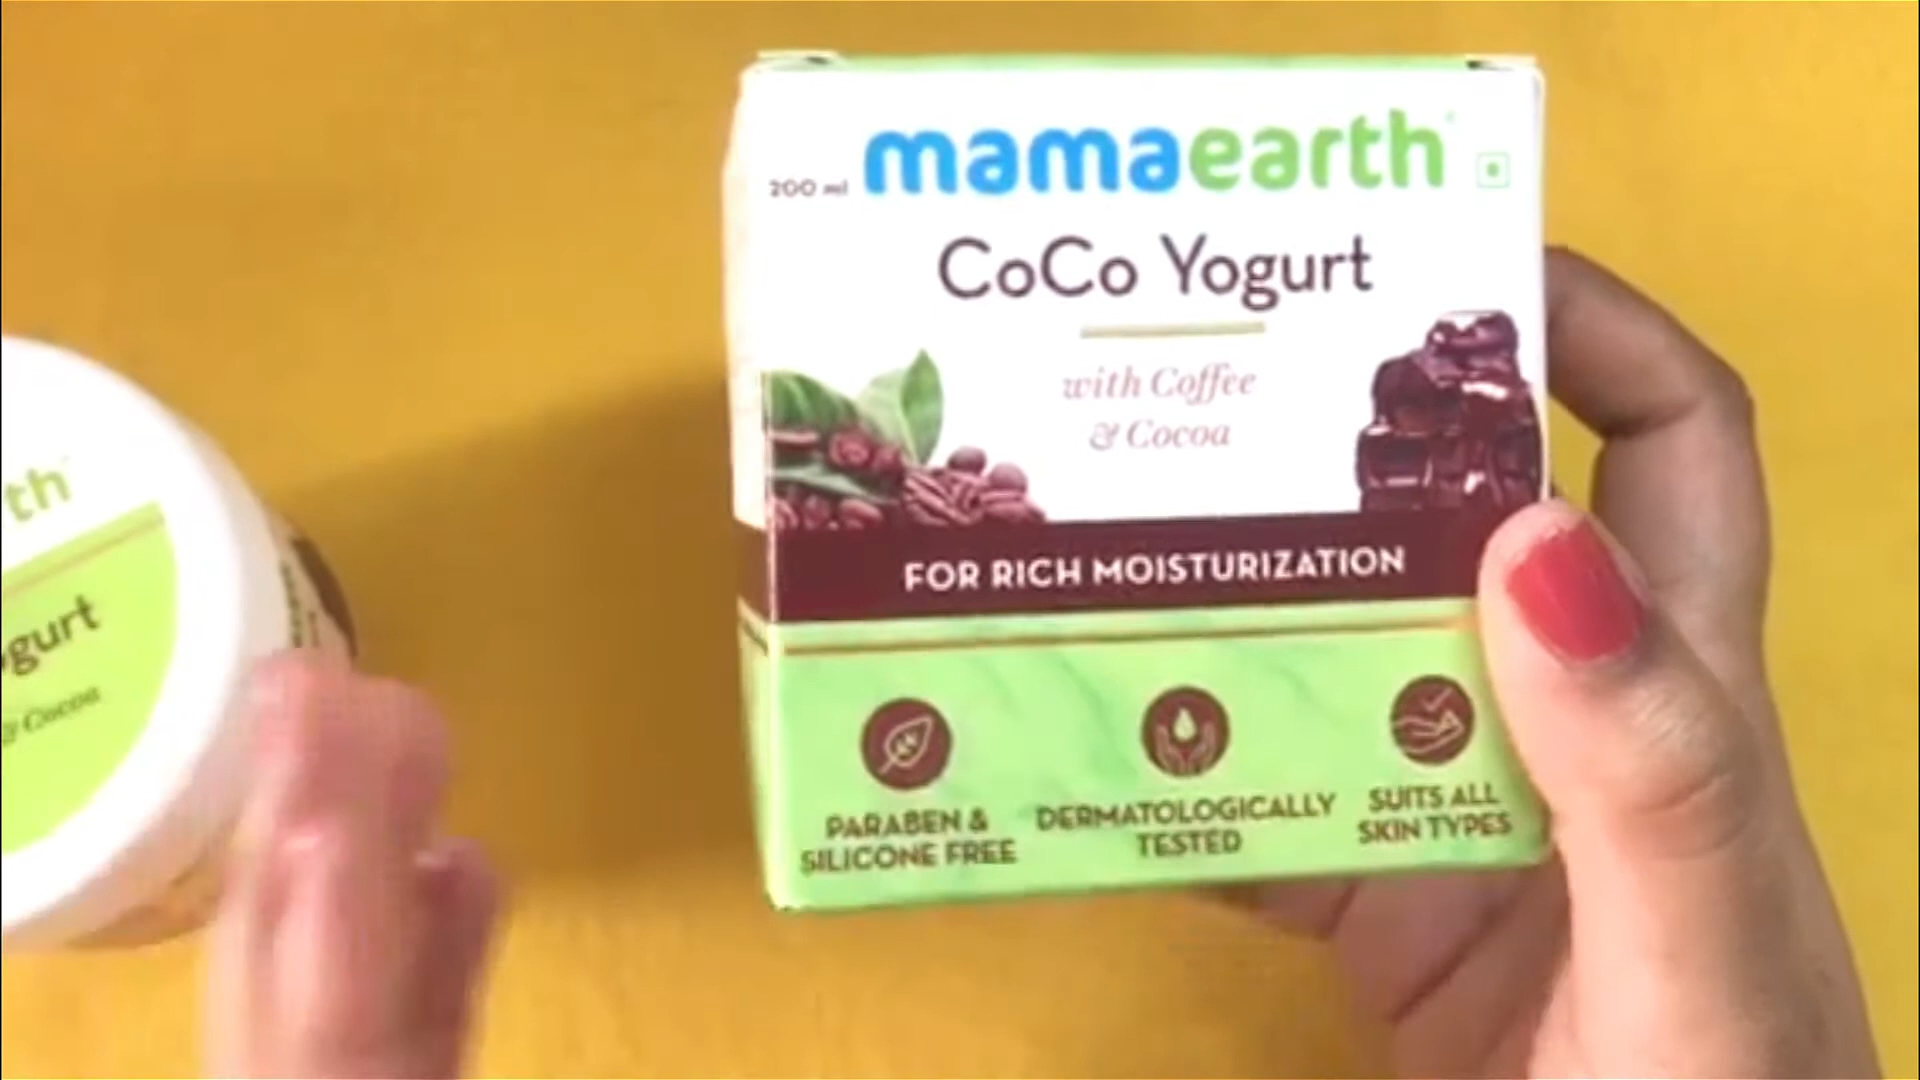 200 ml mamaearth
CoCo Yogurt
with Coffee
& Cocoa
FOR RICH MOISTURIZATION
PARABEN &
SILICONE FREE
DERMATOLOGICALLY
TESTED
SUITS ALL
SKIN TYPES
th
ogurt
& Cocoa